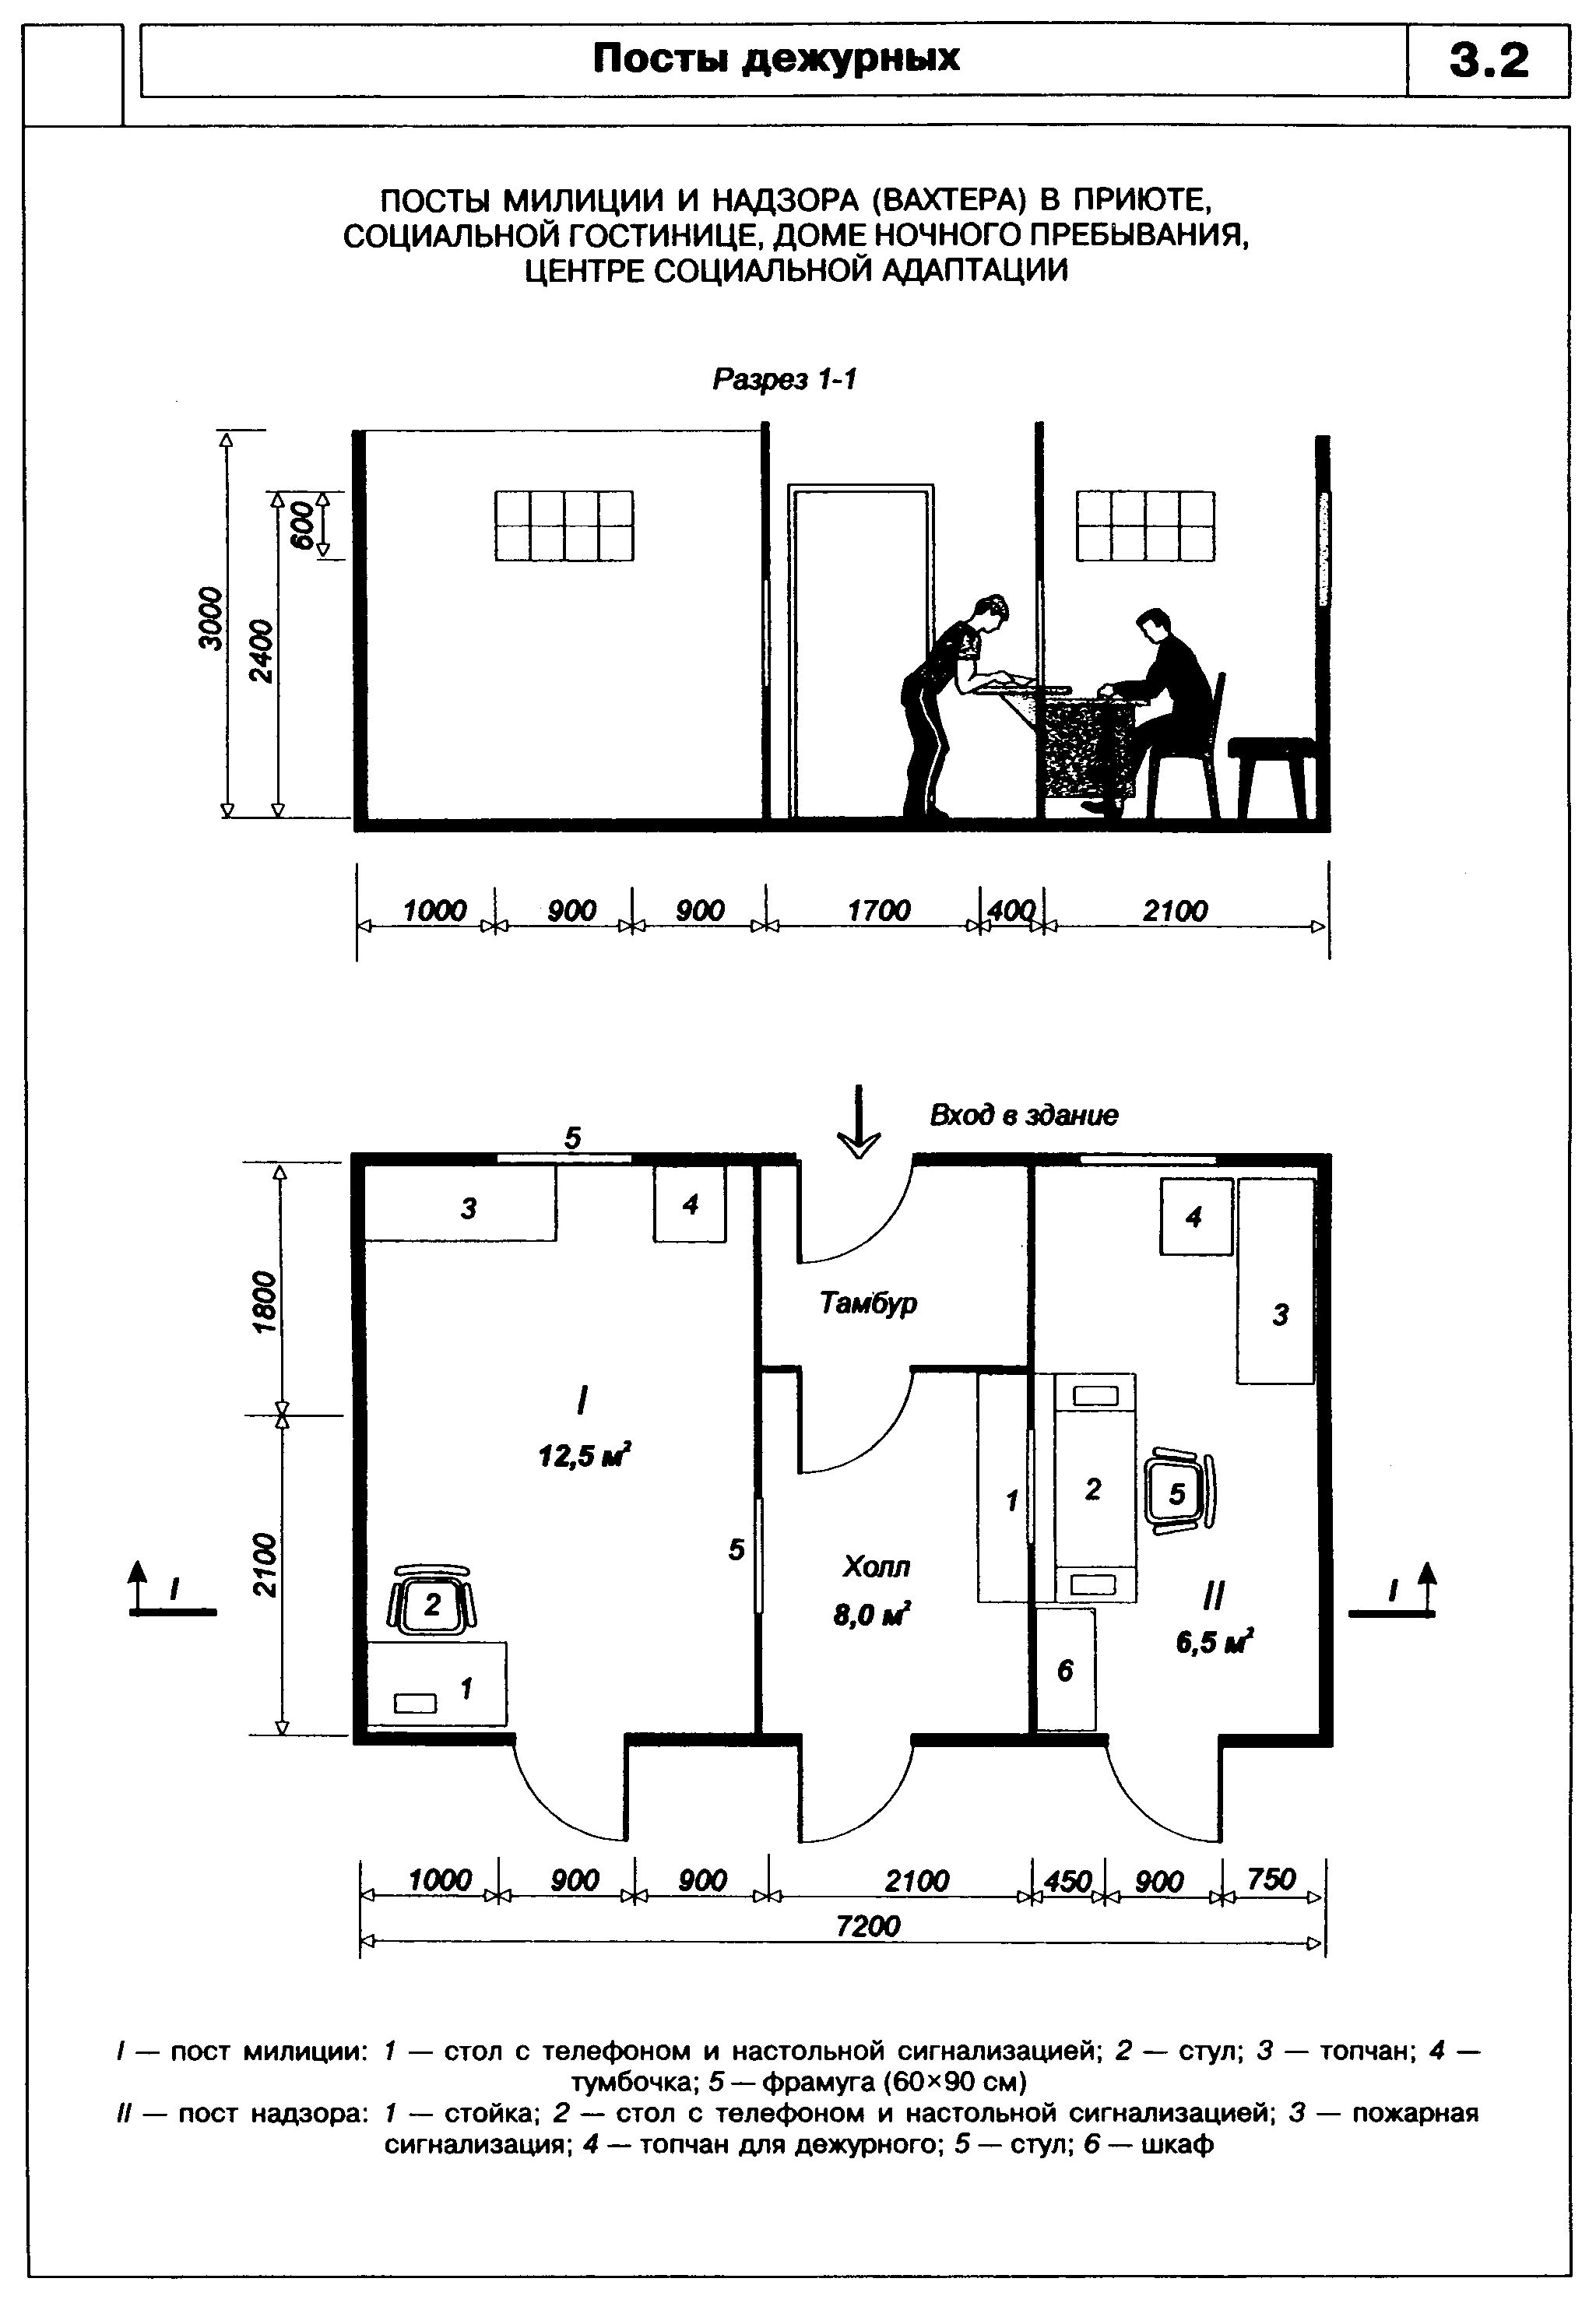 Посты дежурных
3.2
ПОСТЫ МИЛИЦИИ И НАДЗОРА (ВАХТЕРА) В ПРИЮТЕ,
СОЦИАЛЬНОЙ ГОСТИНИЦЕ, ДОМЕ НОЧНОГО ПРЕБЫВАНИЯ,
ЦЕНТРЕ СОЦИАЛЬНОЙ АДАПТАЦИИ
Разрез 1-1
3000
2400
600
1000 900 900 1700 400 2100
Вход в здание
5
3
4
4
3
Тамбур
1800
I
12,5 м²
2100
5
1
2
5
Холл
8,0 м²
II
6,5 м²
I
I
2
1
6
1000 900 900 2100 450 900 750
7200
I — пост милиции: 1 — стол с телефоном и настольной сигнализацией; 2 — стул; 3 — топчан; 4 —
тумбочка; 5 — фрамуга (60×90 см)
II — пост надзора: 1 — стойка; 2 — стол с телефоном и настольной сигнализацией; 3 — пожарная
сигнализация; 4 — топчан для дежурного; 5 — стул; 6 — шкаф